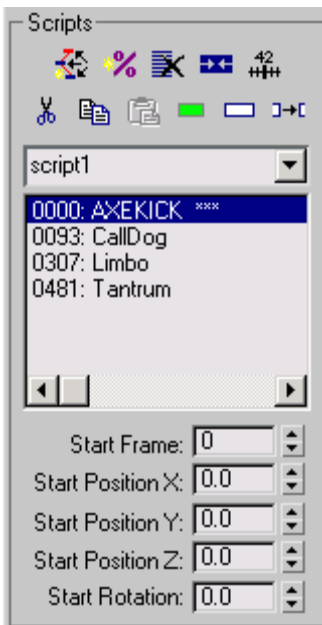 Scripts
%
42
script1
0000: AXEKICK ***
0093: CallDog
0307: Limbo
0481: Tantrum
Start Frame: 0
Start Position X: 0.0
Start Position Y: 0.0
Start Position Z: 0.0
Start Rotation: 0.0